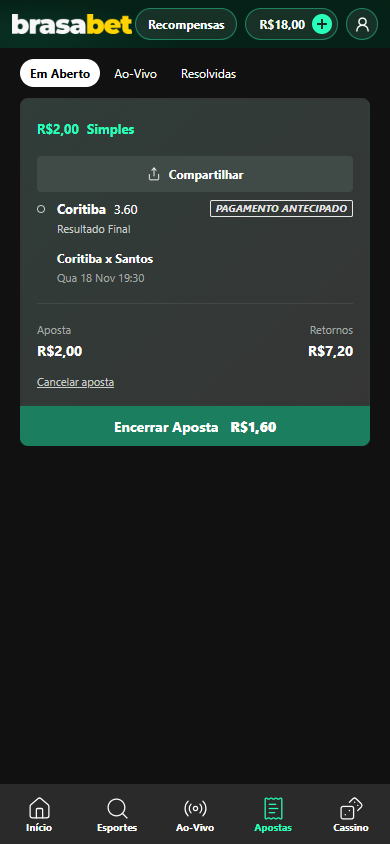 brasabet Recompensas R$18,00
Em Aberto Ao-Vivo Resolvidas
R$2,00 Simples
Compartilhar
Coritiba 3.60 PAGAMENTO ANTECIPADO
Resultado Final
Coritiba x Santos
Qua 18 Nov 19:30
Aposta Retornos
R$2,00 R$7,20
Cancelar aposta
Encerrar Aposta R$1,60
Início Esportes Ao-Vivo Apostas Cassino